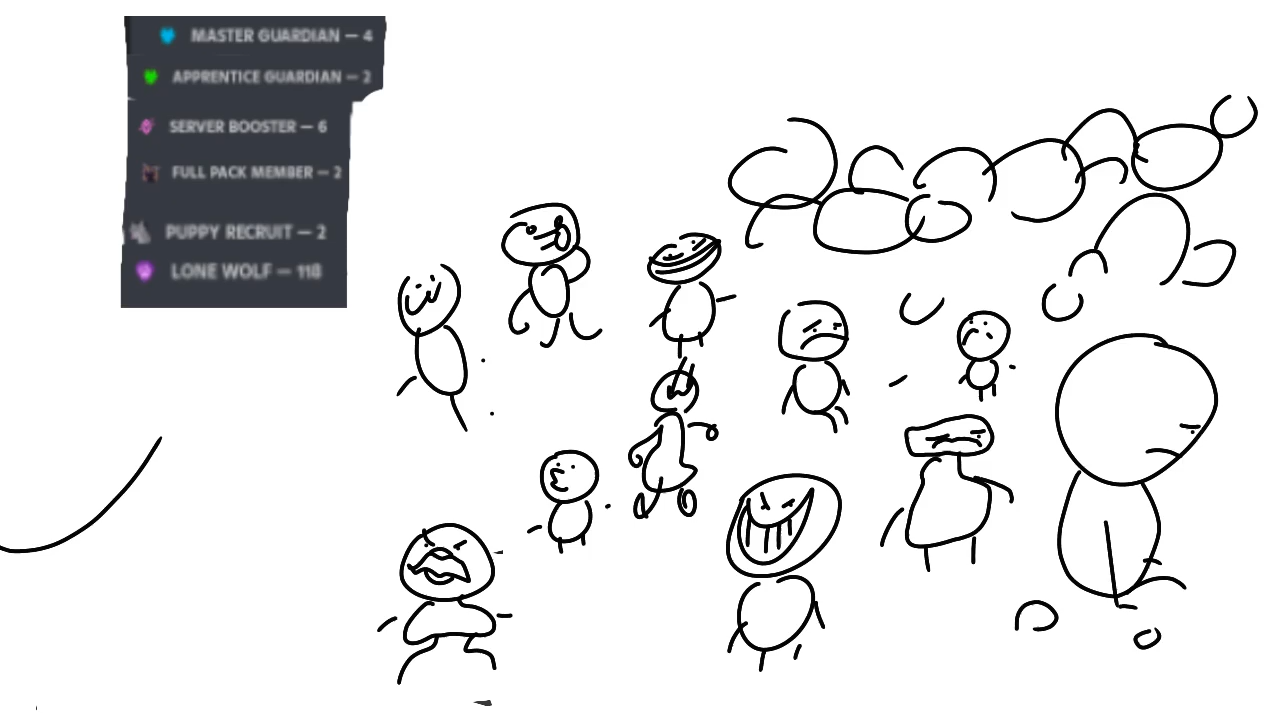 MASTER GUARDIAN — 4
APPRENTICE GUARDIAN — 2
SERVER BOOSTER — 6
FULL PACK MEMBER — 2
PUPPY RECRUIT — 2
LONE WOLF — 118